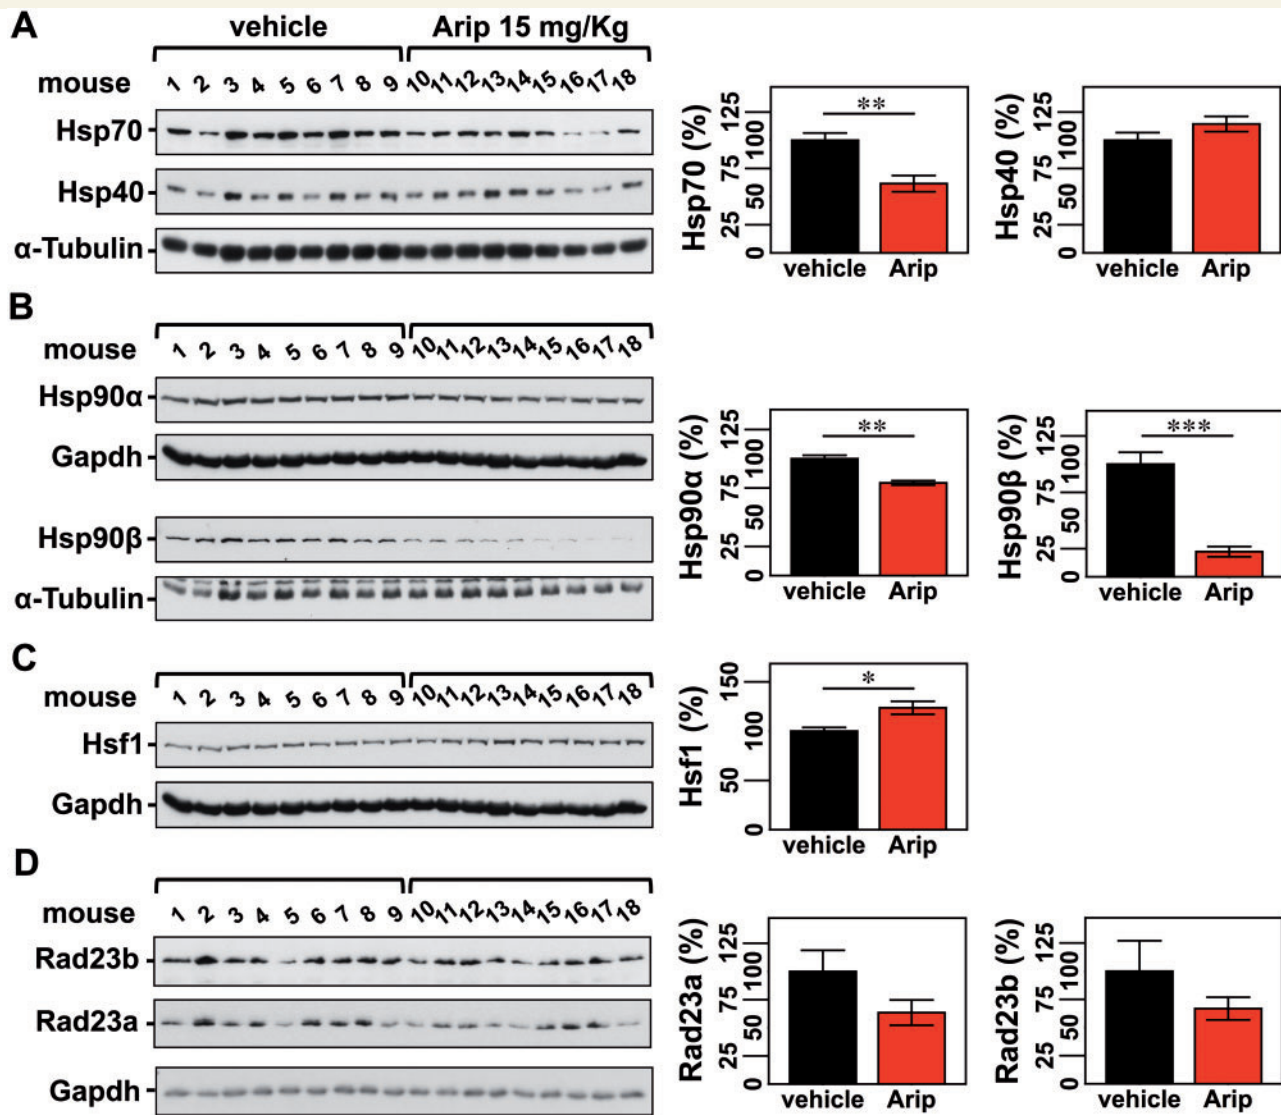 A
vehicle
Arip 15 mg/Kg
mouse
1 2 3 4 5 6 7 8 9 10 11 12 13 14 15 16 17 18
Hsp70
Hsp40
α-Tubulin
Hsp70 (%)
0 25 50 75 100 125
**
vehicle Arip
Hsp40 (%)
0 25 50 75 100 125
vehicle Arip
B
mouse
1 2 3 4 5 6 7 8 9 10 11 12 13 14 15 16 17 18
Hsp90α
Gapdh
Hsp90β
α-Tubulin
Hsp90α (%)
0 25 50 75 100 125
**
vehicle Arip
Hsp90β (%)
0 25 50 75 100 125
***
vehicle Arip
C
mouse
1 2 3 4 5 6 7 8 9 10 11 12 13 14 15 16 17 18
Hsf1
Gapdh
Hsf1 (%)
0 50 100 150
*
vehicle Arip
D
mouse
1 2 3 4 5 6 7 8 9 10 11 12 13 14 15 16 17 18
Rad23b
Rad23a
Gapdh
Rad23a (%)
0 25 50 75 100 125
vehicle Arip
Rad23b (%)
0 25 50 75 100 125
vehicle Arip